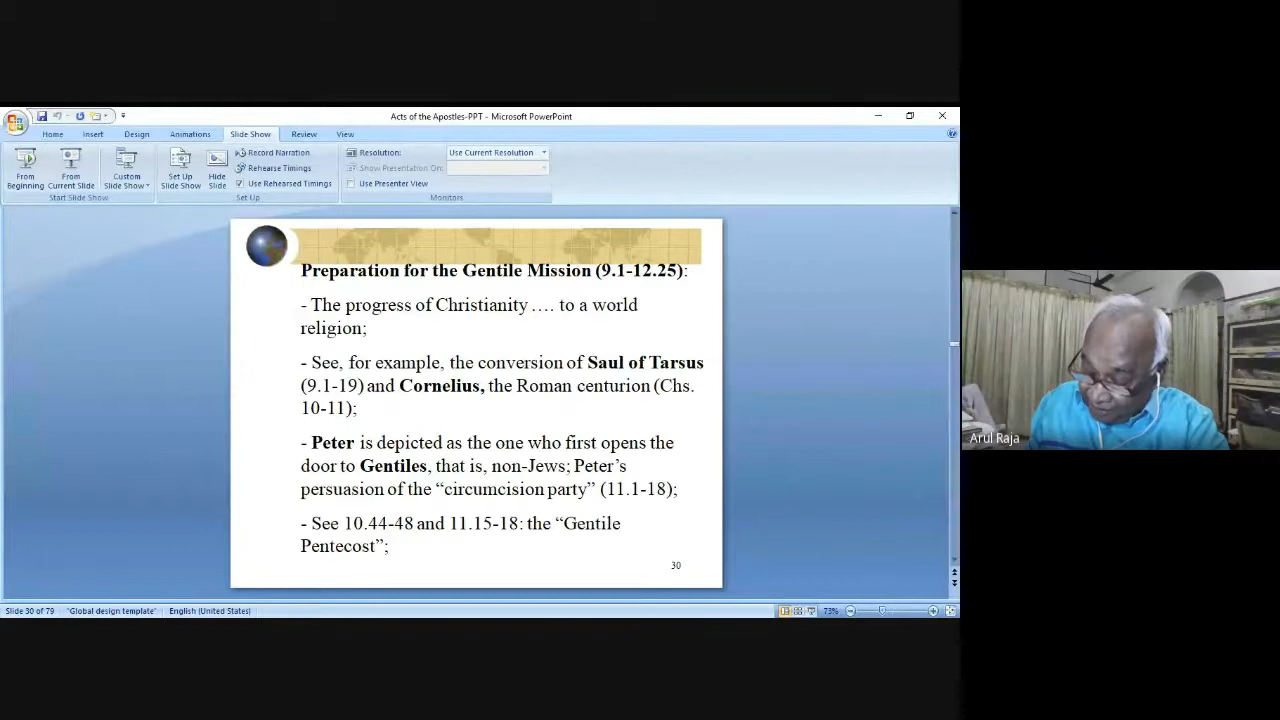 Acts of the Apostles-PPT - Microsoft PowerPoint
Home Insert Design Animations Slide Show Review View
From Beginning
From Current Slide
Custom Slide Show
Start Slide Show
Set Up Slide Show
Hide Slide
Record Narration
Rehearse Timings
Use Rehearsed Timings
Set Up
Resolution: Use Current Resolution
Show Presentation On:
Use Presenter View
Monitors
Preparation for the Gentile Mission (9.1-12.25):
- The progress of Christianity …. to a world
religion;
- See, for example, the conversion of Saul of Tarsus
(9.1-19) and Cornelius, the Roman centurion (Chs.
10-11);
- Peter is depicted as the one who first opens the
door to Gentiles, that is, non-Jews; Peter’s
persuasion of the “circumcision party” (11.1-18);
- See 10.44-48 and 11.15-18: the “Gentile
Pentecost”;
30
Arul Raja
Slide 30 of 79 "Global design template" English (United States) 73%